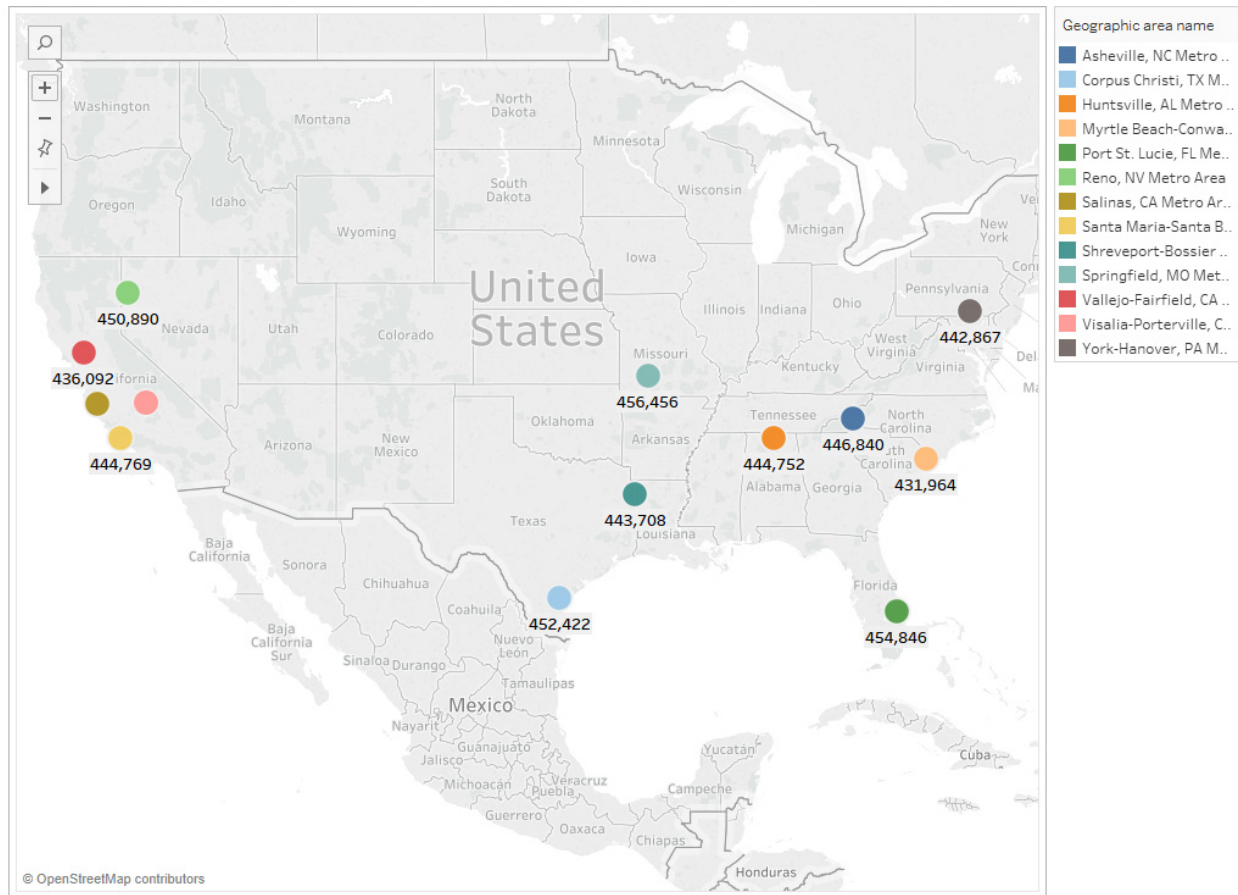 Washington
Montana
North
Dakota
Minnesota
Oregon
Idaho
Wyoming
South
Dakota
Wisconsin
Michigan
New
York
Iowa
Pennsylvania
Illinois
Indiana
Ohio
United
States
450,890
Nevada
Utah
Colorado
Missouri
West
Virginia
Virginia
442,867
Kentucky
436,092
ifornia
456,456
444,769
Arizona
New
Mexico
Oklahoma
Arkansas
Tennessee
North
Carolina
446,840
444,752
Alabama
Georgia
Carolina
431,964
Texas
443,708
Louisiana
Baja
California
Sonora
Chihuahua
Coahuila
452,422
Florida
454,846
Nuevo
León
Baja
California
Sur
Sinaloa
Durango
Tamaulipas
Mexico
Nayarit
Guanajuato
Jalisco
Michoacán
Veracruz
Puebla
Guerrero
Oaxaca
Chiapas
Yucatán
Campeche
Cuba
Honduras
© OpenStreetMap contributors
Geographic area name
Asheville, NC Metro ..
Corpus Christi, TX M..
Huntsville, AL Metro ..
Myrtle Beach-Conwa..
Port St. Lucie, FL Me..
Reno, NV Metro Area
Salinas, CA Metro Ar..
Santa Maria-Santa B..
Shreveport-Bossier ..
Springfield, MO Met..
Vallejo-Fairfield, CA ..
Visalia-Porterville, C..
York-Hanover, PA M..